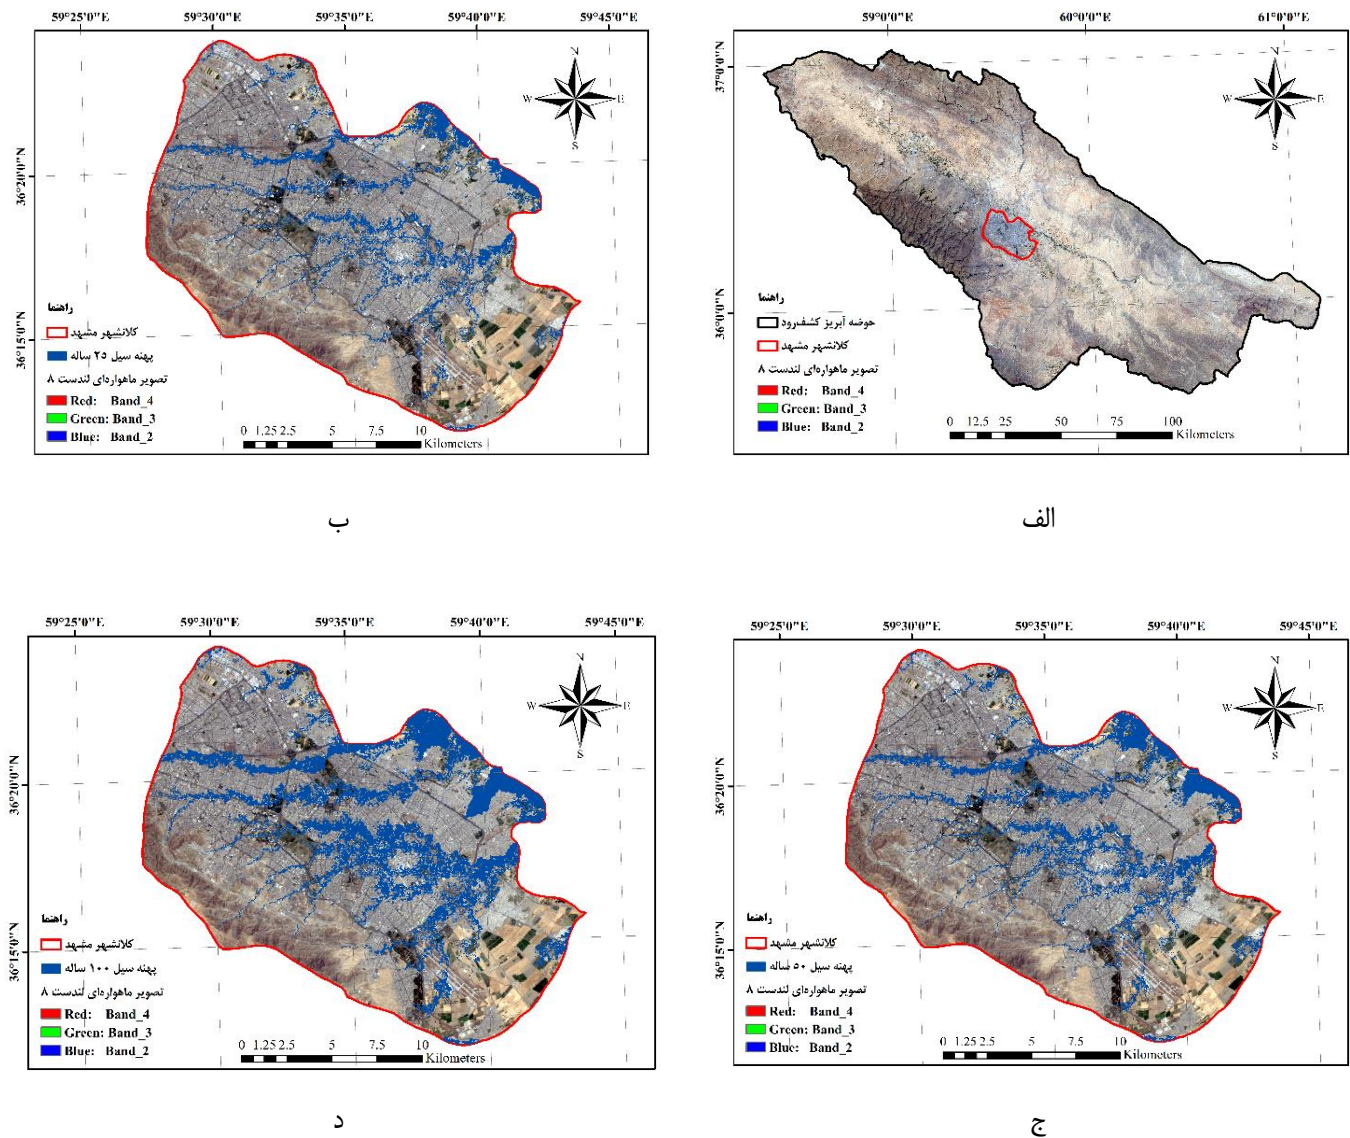 59°0'0"E 60°0'0"E 61°0'0"E
37°0'0"N
36°0'0"N
N
W E
S
راهنما
حوضه آبریز کشف‌رود
کلانشهر مشهد
تصویر ماهواره‌ای لندست ۸
Red: Band_4
Green: Band_3
Blue: Band_2
0 12.5 25 50 75 100
Kilometers
الف
59°25'0"E 59°30'0"E 59°35'0"E 59°40'0"E 59°45'0"E
36°20'0"N
36°15'0"N
N
W E
S
راهنما
کلانشهر مشهد
پهنه سیل ۲۵ ساله
تصویر ماهواره‌ای لندست ۸
Red: Band_4
Green: Band_3
Blue: Band_2
0 1.25 2.5 5 7.5 10
Kilometers
ب
59°25'0"E 59°30'0"E 59°35'0"E 59°40'0"E 59°45'0"E
36°20'0"N
36°15'0"N
N
W E
S
راهنما
کلانشهر مشهد
پهنه سیل ۵۰ ساله
تصویر ماهواره‌ای لندست ۸
Red: Band_4
Green: Band_3
Blue: Band_2
0 1.25 2.5 5 7.5 10
Kilometers
ج
59°25'0"E 59°30'0"E 59°35'0"E 59°40'0"E 59°45'0"E
36°20'0"N
36°15'0"N
N
W E
S
راهنما
کلانشهر مشهد
پهنه سیل ۱۰۰ ساله
تصویر ماهواره‌ای لندست ۸
Red: Band_4
Green: Band_3
Blue: Band_2
0 1.25 2.5 5 7.5 10
Kilometers
د